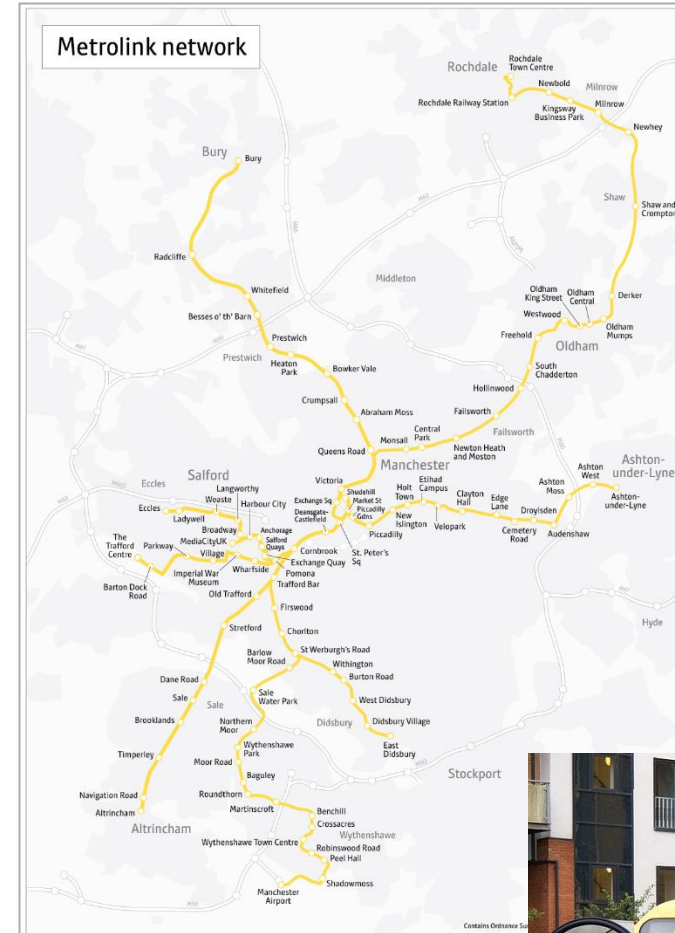 Metrolink network
Rochdale
Rochdale
Town Centre
Newbold
Milnrow
Rochdale Railway Station
Kingsway
Business Park
Milnrow
Newhey
Bury
Bury
Shaw
Shaw and
Crompton
Radcliffe
Middleton
Whitefield
Besses o' th' Barn
Oldham
King Street
Oldham
Central
Derker
Westwood
Oldham
Mumps
Prestwich
Prestwich
Freehold
Oldham
Heaton
Park
Bowker Vale
South
Chadderton
Hollinwood
Crumpsall
Abraham Moss
Failsworth
Failsworth
Central
Park
Monsall
Newton Heath
and Moston
Queens Road
Manchester
Ashton-
under-Lyne
Salford
Eccles
Langworthy
Weaste
Harbour City
Victoria
Shudehill
Exchange Sq
Market St
Piccadilly
Gdns
Deansgate-
Castlefield
Holt
Town
Etihad
Campus
Clayton
Hall
Edge
Lane
Ashton
Moss
Ashton
West
Ashton-
under-Lyne
Eccles
Ladywell
Broadway
Anchorage
Salford
Quays
MediaCityUK
Piccadilly
New
Islington
Velopark
Droylsden
Cemetery
Road
Audenshaw
The
Trafford
Centre
Parkway
Village
Cornbrook
St. Peter's
Sq
Exchange Quay
Imperial War
Museum
Wharfside
Pomona
Barton Dock
Road
Trafford Bar
Old Trafford
Firswood
Hyde
Stretford
Chorlton
Barlow
Moor Road
St Werburgh's Road
Withington
Burton Road
Dane Road
Sale
Sale
Sale
Water Park
West Didsbury
Brooklands
Northern
Moor
Didsbury
Didsbury Village
East
Didsbury
Timperley
Wythenshawe
Park
Moor Road
Baguley
Stockport
Navigation Road
Roundthorn
Martinscroft
Altrincham
Altrincham
Benchill
Crossacres
Wythenshawe
Wythenshawe Town Centre
Robinswood Road
Peel Hall
Manchester
Airport
Shadowmoss
Contains Ordnance